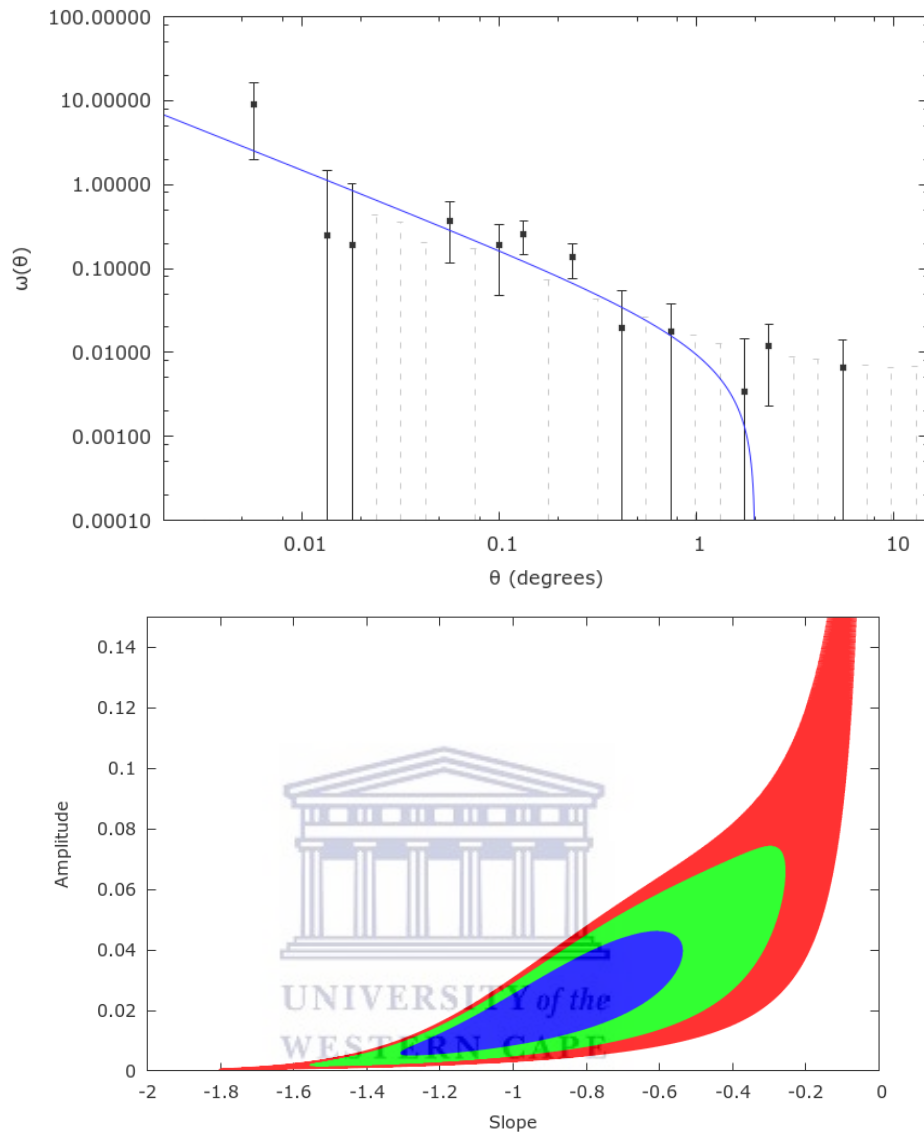 100.00000
10.00000
1.00000
0.10000
0.01000
0.00100
0.00010
ω(θ)
0.01 0.1 1 10
θ (degrees)
0.14
0.12
0.1
0.08
0.06
0.04
0.02
0
Amplitude
UNIVERSITY of the
WESTERN CAPE
-2 -1.8 -1.6 -1.4 -1.2 -1 -0.8 -0.6 -0.4 -0.2 0
Slope